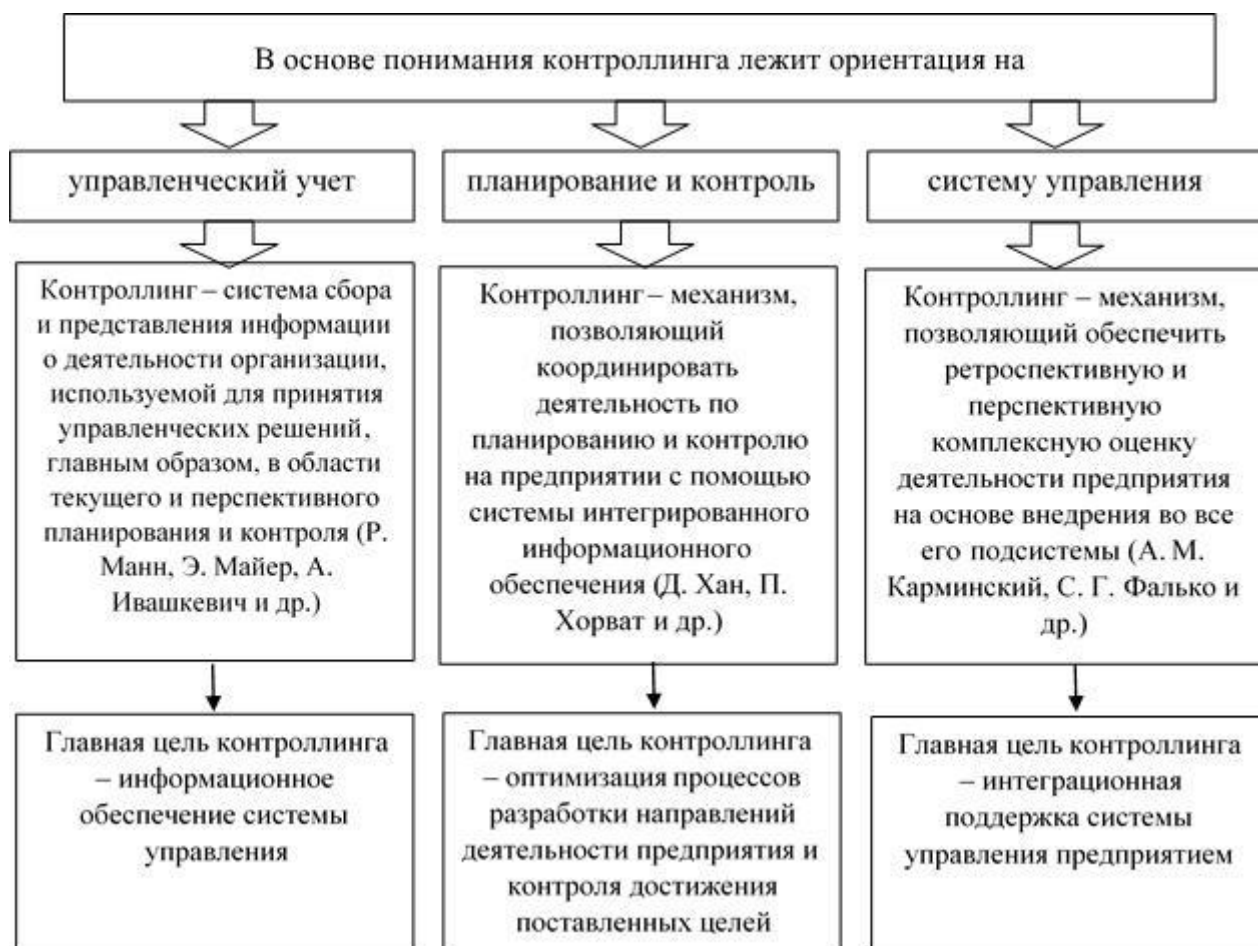 В основе понимания контроллинга лежит ориентация на
управленческий учет
планирование и контроль
систему управления
Контроллинг – система сбора
и представления информации
о деятельности организации,
используемой для принятия
управленческих решений,
главным образом, в области
текущего и перспективного
планирования и контроля (Р.
Манн, Э. Майер, А.
Ивашкевич и др.)
Контроллинг – механизм,
позволяющий
координировать
деятельность по
планированию и контролю
на предприятии с помощью
системы интегрированного
информационного
обеспечения (Д. Хан, П.
Хорват и др.)
Контроллинг – механизм,
позволяющий обеспечить
ретроспективную и
перспективную
комплексную оценку
деятельности предприятия
на основе внедрения во все
его подсистемы (А. М.
Карминский, С. Г. Фалько и
др.)
Главная цель контроллинга
– информационное
обеспечение системы
управления
Главная цель контроллинга
– оптимизация процессов
разработки направлений
деятельности предприятия и
контроля достижения
поставленных целей
Главная цель контроллинга
– интеграционная
поддержка системы
управления предприятием